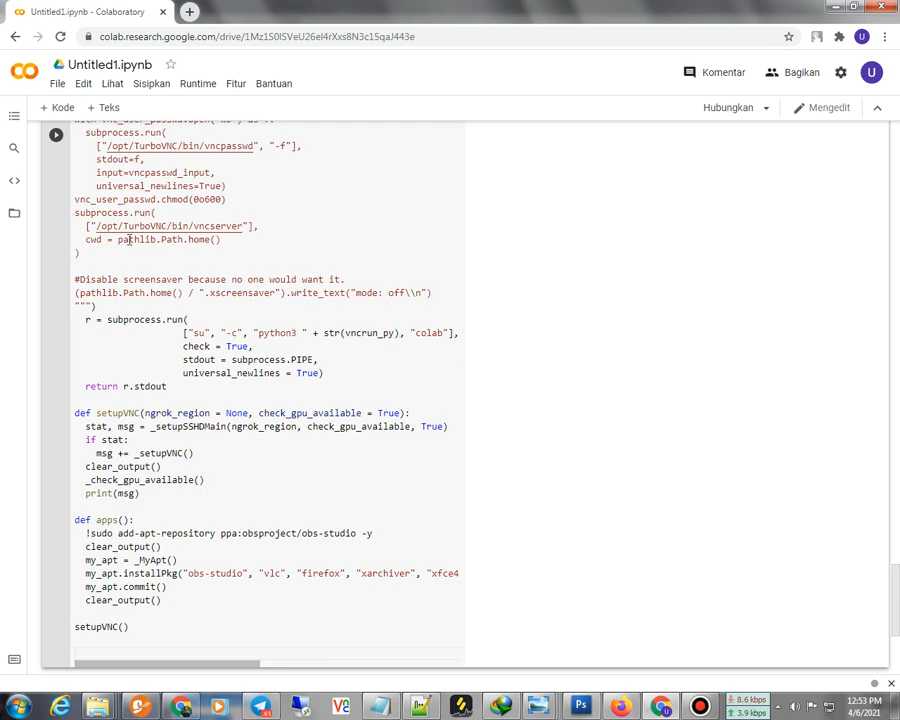 Untitled1.ipynb - Colaboratory
colab.research.google.com/drive/
U
Untitled1.ipynb
Komentar
Bagikan
U
File Edit Lihat Sisipkan Runtime Fitur Bantuan
+ Kode + Teks
Hubungkan
Mengedit
subprocess.run(
["/opt/TurboVNC/bin/vncpasswd", "-f"],
stdout=f,
input=vncpasswd_input,
universal_newlines=True)
vnc_user_passwd.chmod(0o600)
subprocess.run(
["/opt/TurboVNC/bin/vncserver"],
cwd = pathlib.Path.home()
)
#Disable screensaver because no one would want it.
(pathlib.Path.home() / ".xscreensaver").write_text("mode: off\\n")
""")
r = subprocess.run(
["su", "-c", "python3 " + str(vncrun_py), "colab"],
check = True,
stdout = subprocess.PIPE,
universal_newlines = True)
return r.stdout
def setupVNC(ngrok_region = None, check_gpu_available = True):
stat, msg = _setupSSHDMain(ngrok_region, check_gpu_available, True)
if stat:
msg += _setupVNC()
clear_output()
_check_gpu_available()
print(msg)
def apps():
!sudo add-apt-repository ppa:obsproject/obs-studio -y
clear_output()
my_apt = _MyApt()
my_apt.installPkg("obs-studio", "vlc", "firefox", "xarchiver", "xfce4
my_apt.commit()
clear_output()
setupVNC()
8.6 kbps
3.9 kbps
12:53 PM
4/6/2021